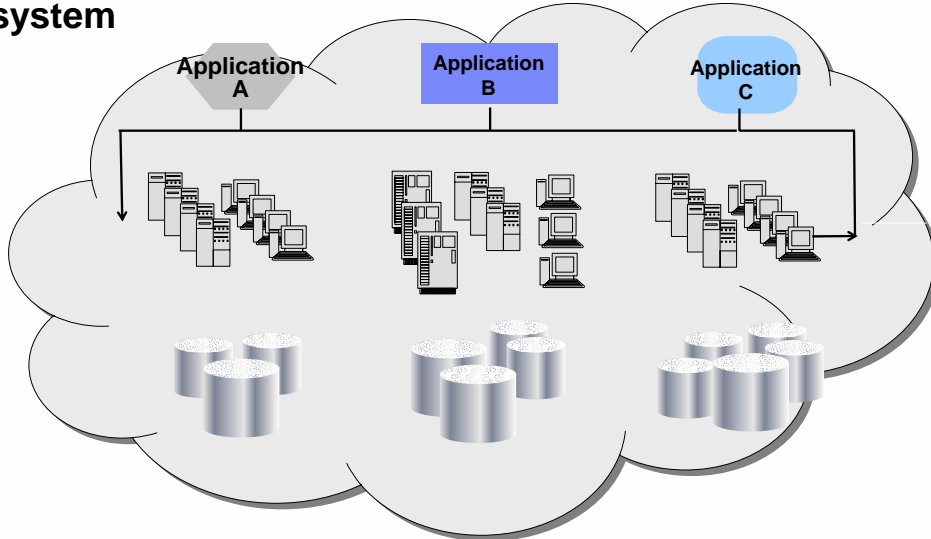 system
Application
A
Application
B
Application
C